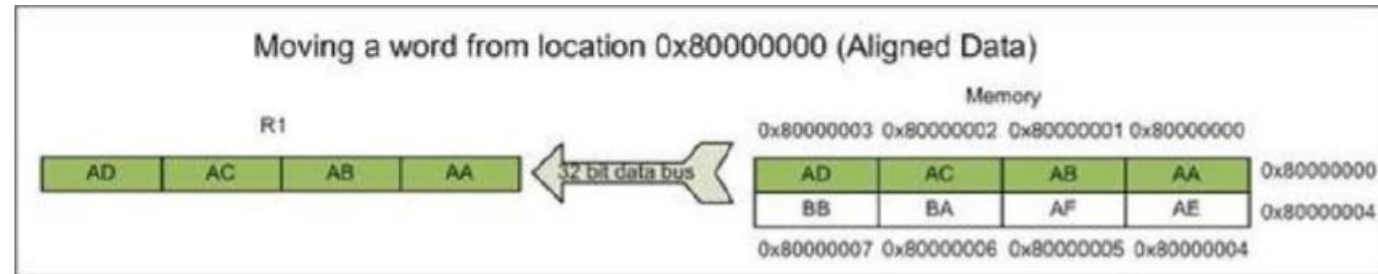 Moving a word from location 0x80000000 (Aligned Data)
Memory
R1
0x80000003 0x80000002 0x80000001 0x80000000
AD AC AB AA 32 bit data bus AD AC AB AA 0x80000000
BB BA AF AE 0x80000004
0x80000007 0x80000006 0x80000005 0x80000004